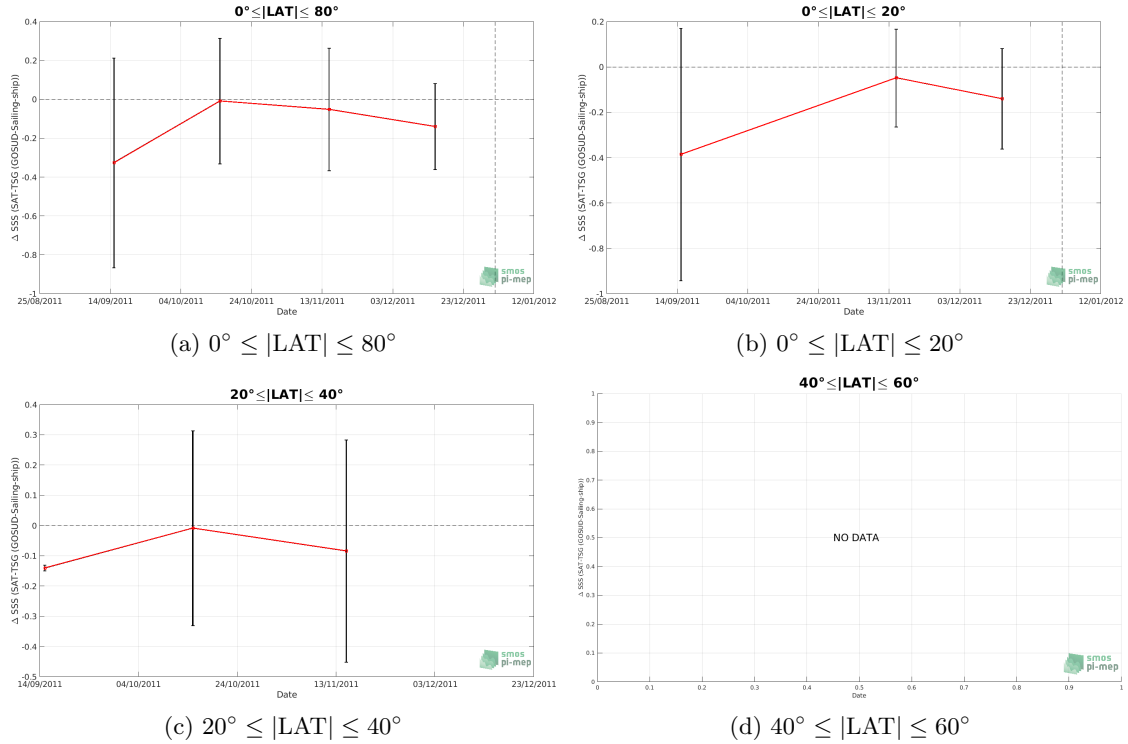 0°≤|LAT|≤ 80°
0.4
0.2
0
-0.2
-0.4
-0.6
-0.8
-1
Δ SSS (SAT-TSG (GOSUD-Sailing-ship))
25/08/2011 14/09/2011 04/10/2011 24/10/2011 13/11/2011 03/12/2011 23/12/2011 12/01/2012
Date
smos
pi-mep
(a) 0° ≤ |LAT| ≤ 80°
0°≤|LAT|≤ 20°
0.2
0
-0.2
-0.4
-0.6
-0.8
-1
Δ SSS (SAT-TSG (GOSUD-Sailing-ship))
25/08/2011 14/09/2011 04/10/2011 24/10/2011 13/11/2011 03/12/2011 23/12/2011 12/01/2012
Date
smos
pi-mep
(b) 0° ≤ |LAT| ≤ 20°
20°≤|LAT|≤ 40°
0.4
0.3
0.2
0.1
0
-0.1
-0.2
-0.3
-0.4
-0.5
Δ SSS (SAT-TSG (GOSUD-Sailing-ship))
14/09/2011 04/10/2011 24/10/2011 13/11/2011 03/12/2011 23/12/2011
Date
smos
pi-mep
(c) 20° ≤ |LAT| ≤ 40°
40°≤|LAT|≤ 60°
1
0.9
0.8
0.7
0.6
0.5
0.4
0.3
0.2
0.1
0
Δ SSS (SAT-TSG (GOSUD-Sailing-ship))
NO DATA
0 0.1 0.2 0.3 0.4 0.5 0.6 0.7 0.8 0.9 1
Date
smos
pi-mep
(d) 40° ≤ |LAT| ≤ 60°